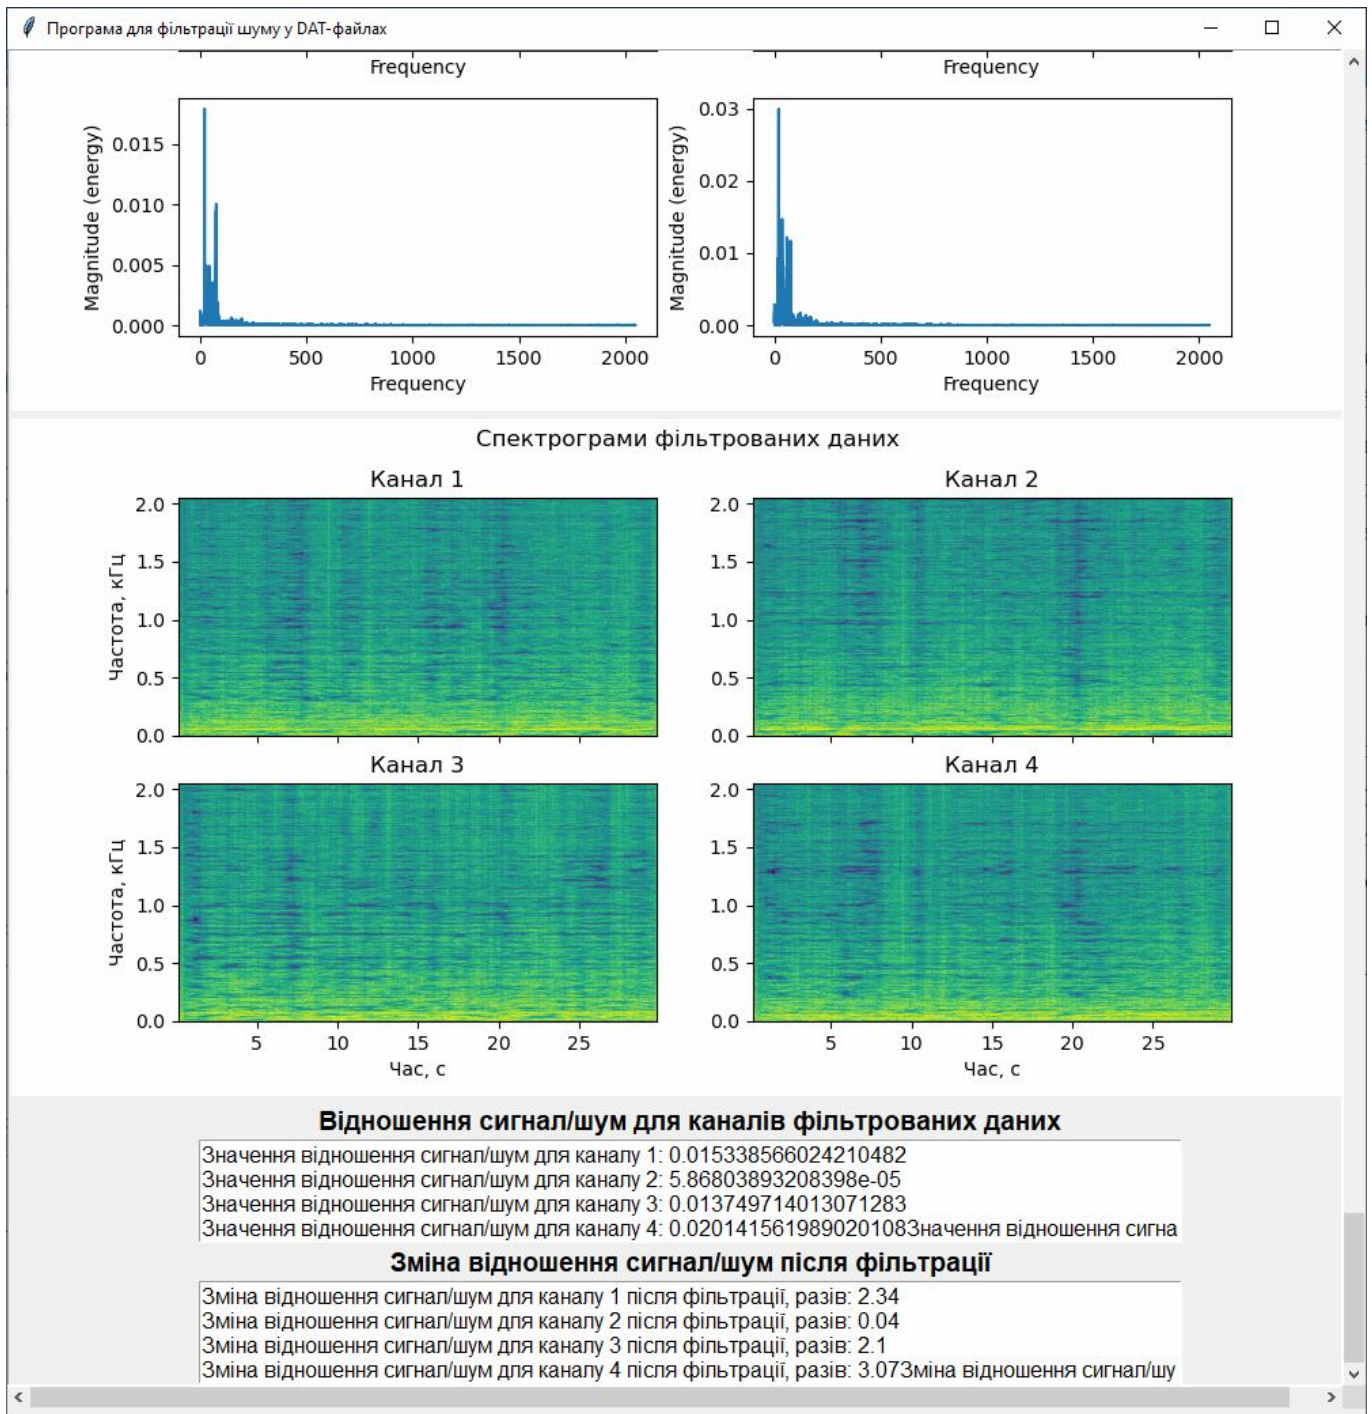 Програма для фільтрації шуму у DAT-файлах
Frequency
Frequency
Magnitude (energy)
0.015
0.010
0.005
0.000
0 500 1000 1500 2000
Frequency
Magnitude (energy)
0.03
0.02
0.01
0.00
0 500 1000 1500 2000
Frequency
Спектрограми фільтрованих даних
Канал 1
Частота, кГц
2.0
1.5
1.0
0.5
0.0
Канал 2
2.0
1.5
1.0
0.5
0.0
Канал 3
Частота, кГц
2.0
1.5
1.0
0.5
0.0
5 10 15 20 25
Час, с
Канал 4
2.0
1.5
1.0
0.5
0.0
5 10 15 20 25
Час, с
Відношення сигнал/шум для каналів фільтрованих даних
Значення відношення сигнал/шум для каналу 1: 0.015338566024210482
Значення відношення сигнал/шум для каналу 2: 5.86803893208398e-05
Значення відношення сигнал/шум для каналу 3: 0.013749714013071283
Значення відношення сигнал/шум для каналу 4: 0.020141561989020108Значення відношення сигна
Зміна відношення сигнал/шум після фільтрації
Зміна відношення сигнал/шум для каналу 1 після фільтрації, разів: 2.34
Зміна відношення сигнал/шум для каналу 2 після фільтрації, разів: 0.04
Зміна відношення сигнал/шум для каналу 3 після фільтрації, разів: 2.1
Зміна відношення сигнал/шум для каналу 4 після фільтрації, разів: 3.07Зміна відношення сигнал/шу